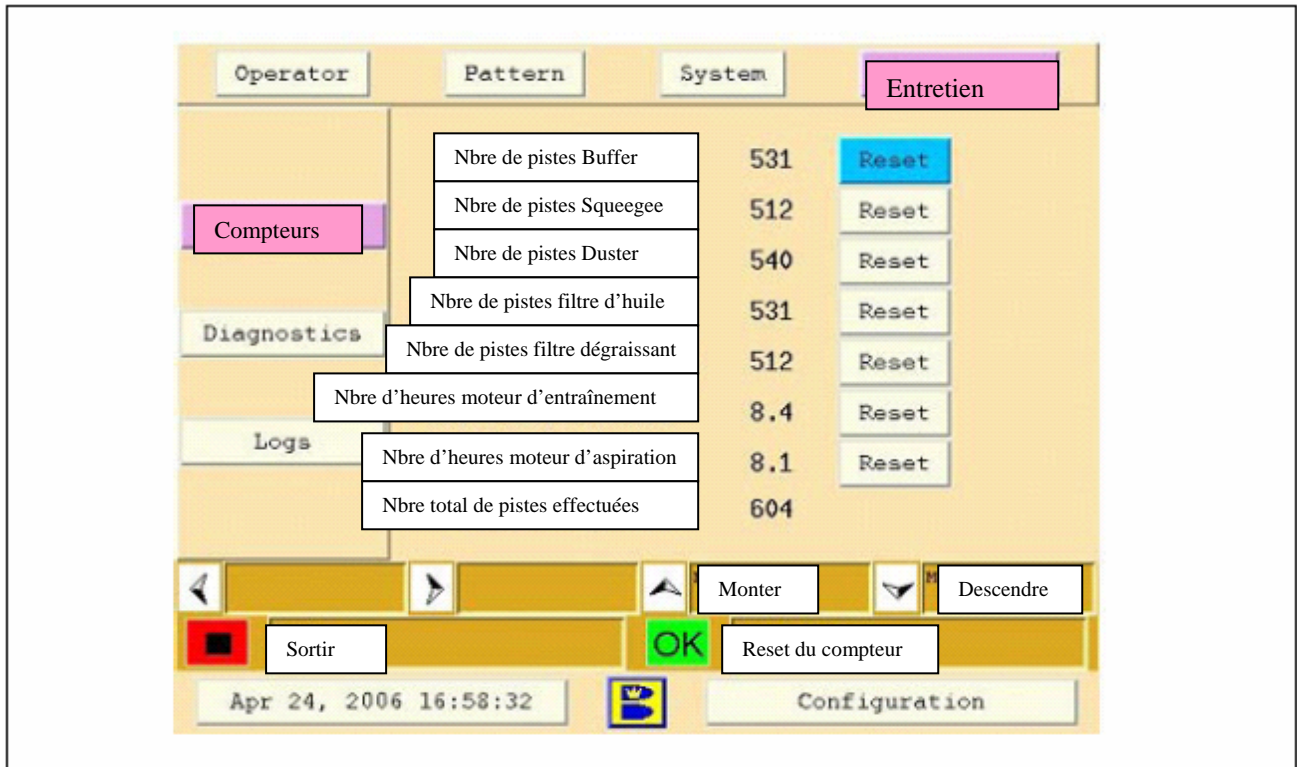 Operator Pattern System Entretien
Nbre de pistes Buffer 531 Reset
Nbre de pistes Squeegee 512 Reset
Compteurs
Nbre de pistes Duster 540 Reset
Nbre de pistes filtre d’huile 531 Reset
Diagnostics
Nbre de pistes filtre dégraissant 512 Reset
Nbre d’heures moteur d’entraînement 8.4 Reset
Logs
Nbre d’heures moteur d’aspiration 8.1 Reset
Nbre total de pistes effectuées 604
Monter Descendre
Sortir OK Reset du compteur
Apr 24, 2006 16:58:32 Configuration